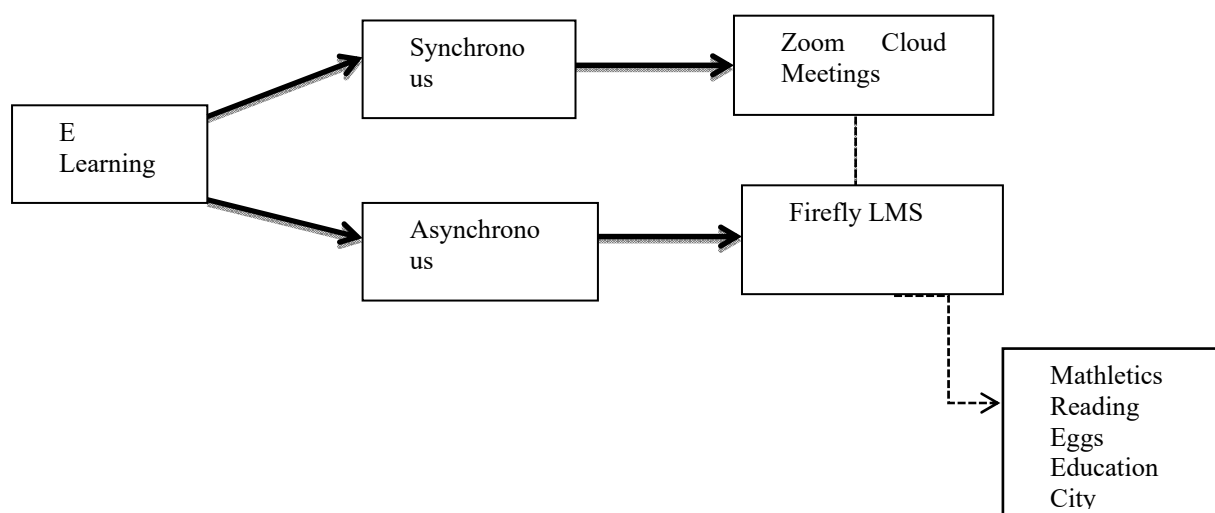 Synchrono
us
Zoom Cloud
Meetings
E
Learning
Asynchrono
us
Firefly LMS
Mathletics
Reading
Eggs
Education
City